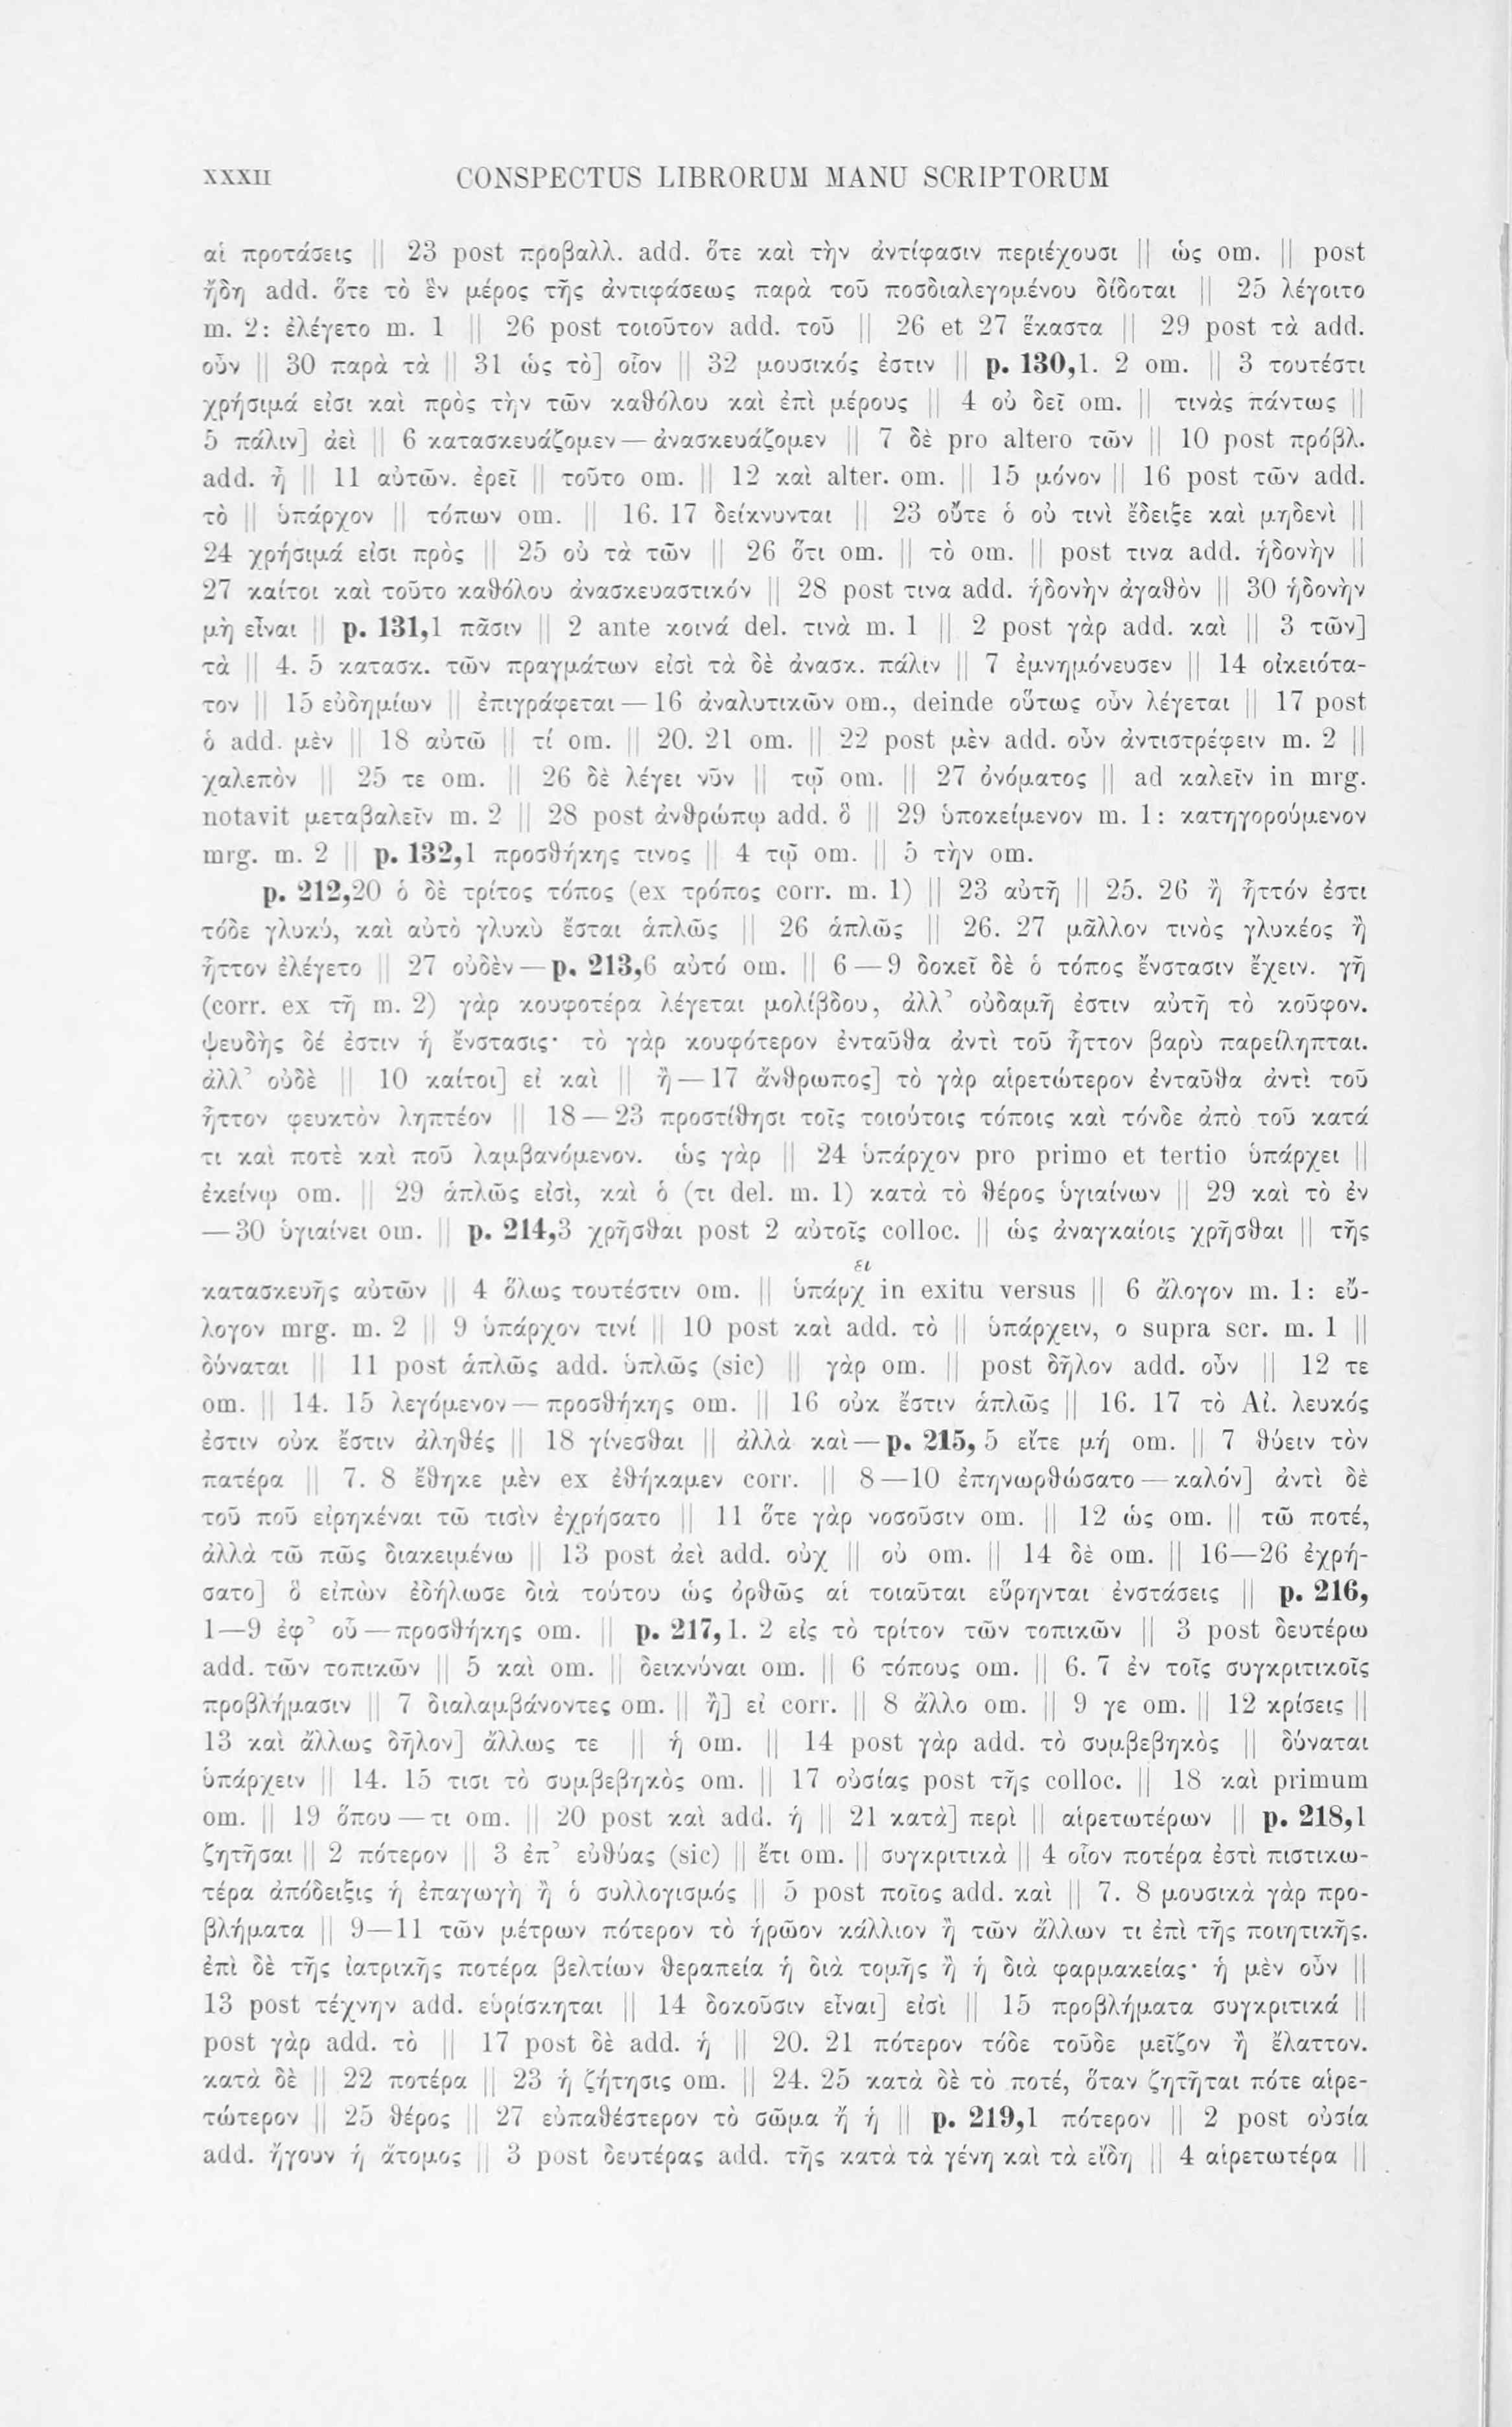 XXXII CONSPECTUS LIBRORUM MANU SCRIPTORUM
αἱ προτάσεις || 23 post προβαλλ. add. ὅτε καὶ τὴν ἀντίφασιν περιέχουσι || ὡς om. || post
ἤδη add. ὅτε τὸ ἓν μέρος τῆς ἀντιφάσεως παρὰ τοῦ ποσδιαλεγομένου δίδοται || 25 λέγοιτο
m. 2: ἐλέγετο m. 1 || 26 post τοιοῦτον add. τοῦ || 26 et 27 ἕκαστα || 29 post τὰ add.
οὖν || 30 παρὰ τὰ || 31 ὡς τὸ] οἷον || 32 μουσικός ἐστιν || p. 130,1. 2 om. || 3 τουτέστι
χρήσιμά εἰσι καὶ πρὸς τὴν τῶν καθόλου καὶ ἐπὶ μέρους || 4 οὐ δεῖ om. || τινὰς πάντως ||
5 πάλιν] ἀεὶ || 6 κατασκευάζομεν — ἀνασκευάζομεν || 7 δὲ pro altero τῶν || 10 post πρόβλ.
add. ἢ || 11 αὐτῶν. ἐρεῖ || τοῦτο om. || 12 καὶ alter. om. || 15 μόνον || 16 post τῶν add.
τὸ || ὑπάρχον || τόπων om. || 16. 17 δείκνυνται || 23 οὔτε ὁ οὐ τινὶ ἔδειξε καὶ μηδενὶ ||
24 χρήσιμά εἰσι πρὸς || 25 οὐ τὰ τῶν || 26 ὅτι om. || τὸ om. || post τινα add. ἡδονὴν ||
27 καίτοι καὶ τοῦτο καθόλου ἀνασκευαστικόν || 28 post τινα add. ἡδονὴν ἀγαθὸν || 30 ἡδονὴν
μὴ εἶναι || p. 131,1 πᾶσιν || 2 ante κοινά del. τινὰ m. 1 || 2 post γὰρ add. καὶ || 3 τῶν]
τὰ || 4. 5 κατασκ. τῶν πραγμάτων εἰσὶ τὰ δὲ ἀνασκ. πάλιν || 7 ἐμνημόνευσεν || 14 οἰκειότα-
τον || 15 εὐδημίων || ἐπιγράφεται — 16 ἀναλυτικῶν om., deinde οὕτως οὖν λέγεται || 17 post
ὁ add. μὲν || 18 αὐτῶ || τί om. || 20. 21 om. || 22 post μὲν add. οὖν ἀντιστρέφειν m. 2 ||
χαλεπὸν || 25 τε om. || 26 δὲ λέγει νῦν || τῷ om. || 27 ὀνόματος || ad καλεῖν in mrg.
notavit μεταβαλεῖν m. 2 || 28 post ἀνθρώπῳ add. ὃ || 29 ὑποκείμενον m. 1: κατηγορούμενον
mrg. m. 2 || p. 132,1 προσθήκης τινος || 4 τῷ om. || 5 τὴν om.
p. 212,20 ὁ δὲ τρίτος τόπος (ex τρόπος corr. m. 1) || 23 αὐτῆ || 25. 26 ἢ ἧττόν ἐστι
τόδε γλυκύ, καὶ αὐτὸ γλυκὺ ἔσται ἁπλῶς || 26 ἁπλῶς || 26. 27 μᾶλλον τινὸς γλυκέος ἢ
ἧττον ἐλέγετο || 27 οὐδὲν — p. 213,6 αὐτό om. || 6 — 9 δοκεῖ δὲ ὁ τόπος ἔνστασιν ἔχειν. γῆ
(corr. ex τῆ m. 2) γὰρ κουφοτέρα λέγεται μολίβδου, ἀλλ᾽ οὐδαμῆ ἐστιν αὐτὴ τὸ κοῦφον.
ψευδὴς δέ ἐστιν ἡ ἔνστασις· τὸ γὰρ κουφότερον ἐνταῦθα ἀντὶ τοῦ ἧττον βαρὺ παρείληπται.
ἀλλ᾽ οὐδὲ || 10 καίτοι] εἰ καὶ || ἢ — 17 ἄνθρωπος] τὸ γὰρ αἱρετώτερον ἐνταῦθα ἀντὶ τοῦ
ἧττον φευκτὸν ληπτέον || 18 — 23 προστίθησι τοῖς τοιούτοις τόποις καὶ τόνδε ἀπὸ τοῦ κατά
τι καὶ ποτὲ καὶ ποῦ λαμβανόμενον. ὡς γὰρ || 24 ὑπάρχον pro primo et tertio ὑπάρχει ||
ἐκείνῳ om. || 29 ἁπλῶς εἰσὶ, καὶ ὁ (τι del. m. 1) κατὰ τὸ θέρος ὑγιαίνων || 29 καὶ τὸ ἐν
— 30 ὑγιαίνει om. || p. 214,3 χρῆσθαι post 2 αὐτοῖς colloc. || ὡς ἀναγκαίοις χρῆσθαι || τῆς
ει
κατασκευῆς αὐτῶν || 4 ὅλως τουτέστιν om. || ὑπάρχ in exitu versus || 6 ἄλογον m. 1: εὔ-
λογον mrg. m. 2 || 9 ὑπάρχον τινί || 10 post καὶ add. τὸ || ὑπάρχειν, ο supra scr. m. 1 ||
δύναται || 11 post ἁπλῶς add. ὑπλῶς (sic) || γὰρ om. || post δῆλον add. οὖν || 12 τε
om. || 14. 15 λεγόμενον — προσθήκης om. || 16 οὐκ ἔστιν ἁπλῶς || 16. 17 τὸ Αἰ. λευκός
ἐστιν οὐκ ἔστιν ἀληθές || 18 γίνεσθαι || ἀλλὰ καὶ — p. 215, 5 εἴτε μή om. || 7 θύειν τὸν
πατέρα || 7. 8 ἔθηκε μὲν ex ἐθήκαμεν corr. || 8 — 10 ἐπηνωρθώσατο — καλόν] ἀντὶ δὲ
τοῦ ποῦ εἰρηκέναι τῶ τισὶν ἐχρήσατο || 11 ὅτε γὰρ νοσοῦσιν om. || 12 ὡς om. || τῶ ποτέ,
ἀλλὰ τῶ πῶς διακειμένω || 13 post ἀεὶ add. οὐχ || οὐ om. || 14 δὲ om. || 16—26 ἐχρή-
σατο] ὃ εἰπὼν ἐδήλωσε διὰ τούτου ὡς ὀρθῶς αἱ τοιαῦται εὕρηνται ἐνστάσεις || p. 216,
1—9 ἐφ᾽ οὗ — προσθήκης om. || p. 217,1. 2 εἰς τὸ τρίτον τῶν τοπικῶν || 3 post δευτέρω
add. τῶν τοπικῶν || 5 καὶ om. || δεικνύναι om. || 6 τόπους om. || 6. 7 ἐν τοῖς συγκριτικοῖς
προβλήμασιν || 7 διαλαμβάνοντες om. || ἢ] εἰ corr. || 8 ἄλλο om. || 9 γε om. || 12 κρίσεις ||
13 καὶ ἄλλως δῆλον] ἄλλως τε || ἡ om. || 14 post γὰρ add. τὸ συμβεβηκὸς || δύναται
ὑπάρχειν || 14. 15 τισι τὸ συμβεβηκὸς om. || 17 οὐσίας post τῆς colloc. || 18 καὶ primum
om. || 19 ὅπου — τι om. || 20 post καὶ add. ἡ || 21 κατὰ] περὶ || αἱρετωτέρων || p. 218,1
ζητῆσαι || 2 πότερον || 3 ἐπ᾽ εὐθύας (sic) || ἔτι om. || συγκριτικὰ || 4 οἷον ποτέρα ἐστὶ πιστικω-
τέρα ἀπόδειξις ἡ ἐπαγωγὴ ἢ ὁ συλλογισμός || 5 post ποῖος add. καὶ || 7. 8 μουσικὰ γὰρ προ-
βλήματα || 9—11 τῶν μέτρων πότερον τὸ ἡρῶον κάλλιον ἢ τῶν ἄλλων τι ἐπὶ τῆς ποιητικῆς.
ἐπὶ δὲ τῆς ἰατρικῆς ποτέρα βελτίων θεραπεία ἡ διὰ τομῆς ἢ ἡ διὰ φαρμακείας· ἡ μὲν οὖν ||
13 post τέχνην add. εὑρίσκηται || 14 δοκοῦσιν εἶναι] εἰσὶ || 15 προβλήματα συγκριτικά ||
post γὰρ add. τὸ || 17 post δὲ add. ἡ || 20. 21 πότερον τόδε τοῦδε μεῖζον ἢ ἔλαττον.
κατὰ δὲ || 22 ποτέρα || 23 ἡ ζήτησις om. || 24. 25 κατὰ δὲ τὸ ποτέ, ὅταν ζητῆται πότε αἱρε-
τώτερον || 25 θέρος || 27 εὐπαθέστερον τὸ σῶμα ἤ ἡ || p. 219,1 πότερον || 2 post οὐσία
add. ἤγουν ἡ ἄτομος || 3 post δευτέρας add. τῆς κατὰ τὰ γένη καὶ τὰ εἴδη || 4 αἱρετωτέρα ||